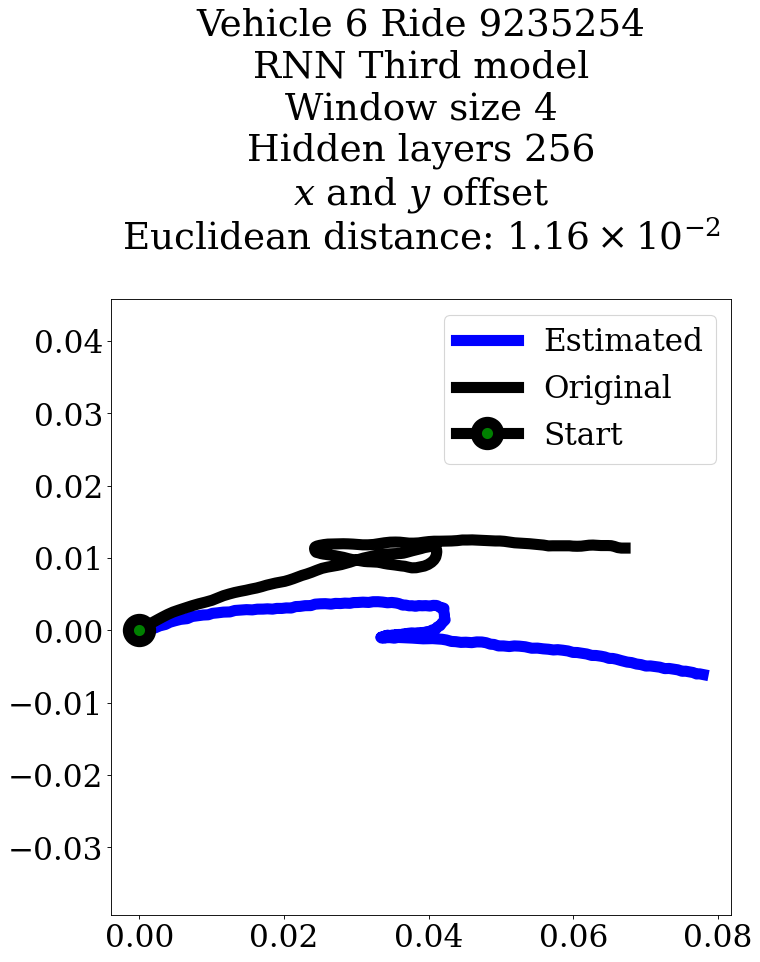 Vehicle 6 Ride 9235254
RNN Third model
Window size 4
Hidden layers 256
x and y offset
Euclidean distance: 1.16 × 10⁻²
Estimated
Original
Start
0.04
0.03
0.02
0.01
0.00
−0.01
−0.02
−0.03
0.00 0.02 0.04 0.06 0.08